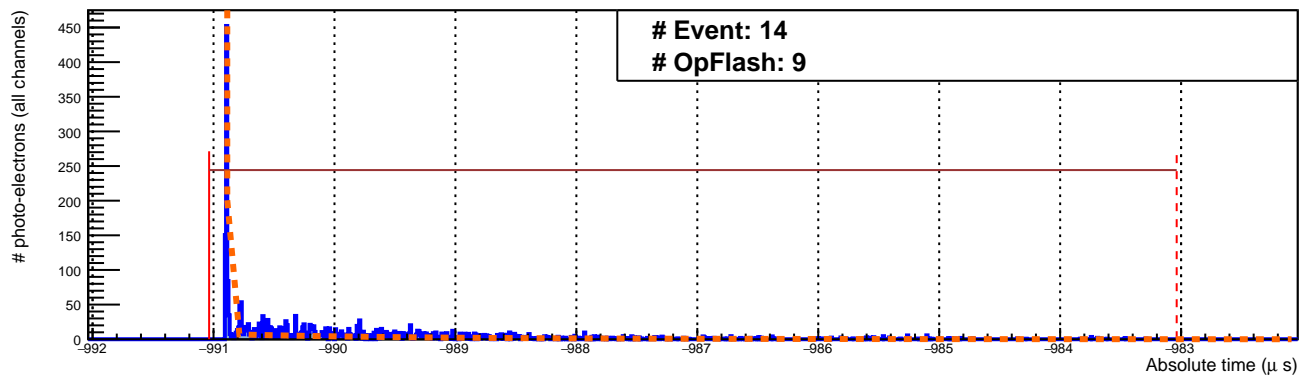 # Event: 14
# OpFlash: 9
# photo-electrons (all channels)
450
400
350
300
250
200
150
100
50
0
−992 −991 −990 −989 −988 −987 −986 −985 −984 −983
Absolute time (μ s)